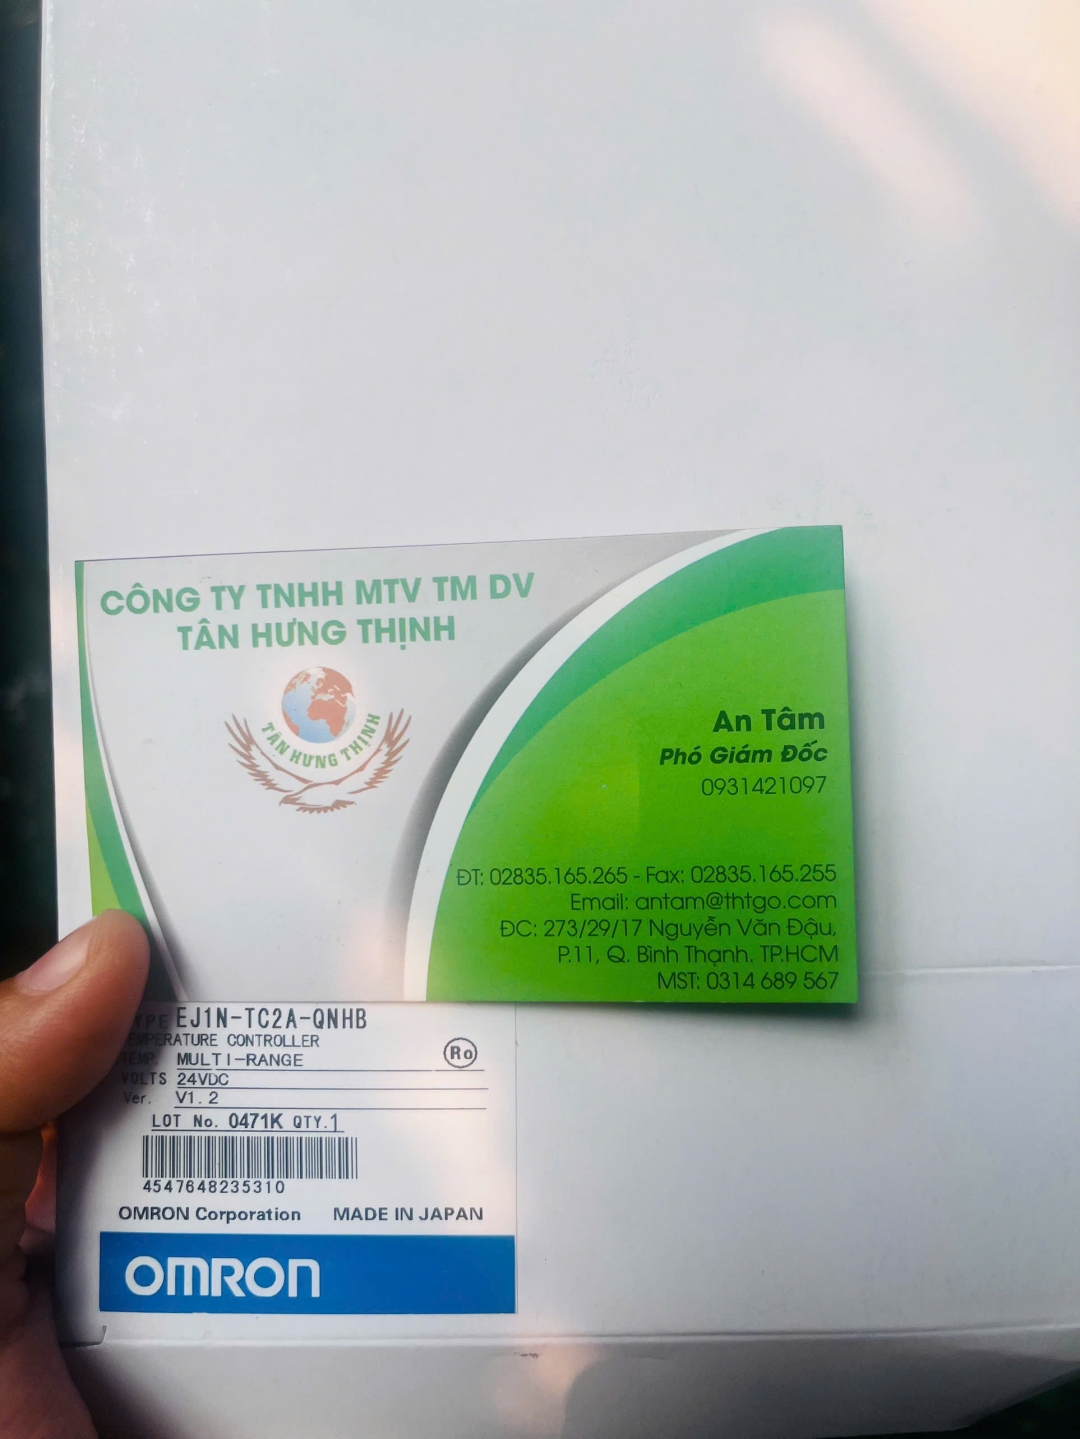 CÔNG TY TNHH MTV TM DV
TÂN HƯNG THỊNH
TÂN HƯNG THỊNH
An Tâm
Phó Giám Đốc
0931421097
ĐT: 02835.165.265 - Fax: 02835.165.255
Email: antam@thtgo.com
ĐC: 273/29/17 Nguyễn Văn Đậu,
P.11, Q. Bình Thạnh. TP.HCM
MST: 0314 689 567
EJ1N-TC2A-QNHB
TEMPERATURE CONTROLLER
TEMP. MULTI-RANGE
VOLTS 24VDC
Ver. V1.2
LOT No. 0471K QTY.1
Ro
4547648235310
OMRON Corporation MADE IN JAPAN
OMRON